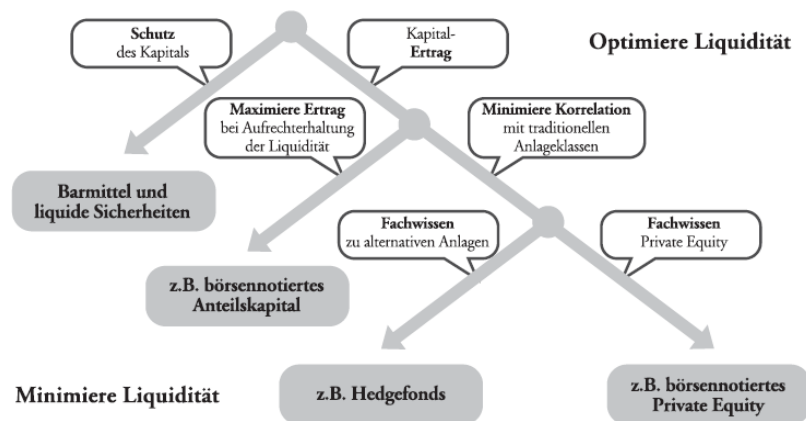 Schutz
des Kapitals
Kapital-
Ertrag
Optimiere Liquidität
Maximiere Ertrag
bei Aufrechterhaltung
der Liquidität
Minimiere Korrelation
mit traditionellen
Anlageklassen
Barmittel und
liquide Sicherheiten
Fachwissen
zu alternativen Anlagen
Fachwissen
Private Equity
z.B. börsennotiertes
Anteilskapital
Minimiere Liquidität
z.B. Hedgefonds
z.B. börsennotiertes
Private Equity